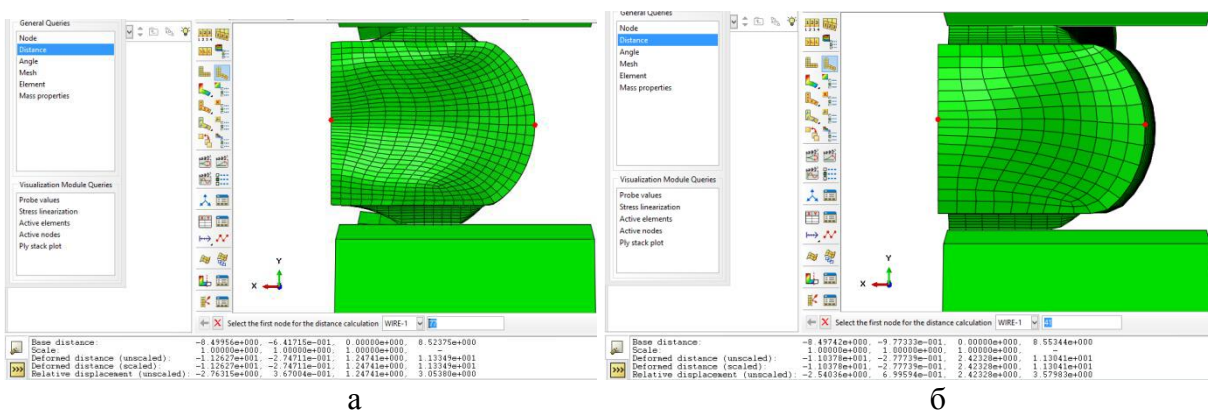 General Queries
Node
Distance
Angle
Mesh
Element
Mass properties
Visualization Module Queries
Probe values
Stress linearization
Active elements
Active nodes
Ply stack plot
Y
X
Select the first node for the distance calculation WIRE-1 77
Base distance: -8.49956e+000, -6.41715e-001, 0.00000e+000, 8.52375e+000
Scale: 1.00000e+000, 1.00000e+000, 1.00000e+000, -
Deformed distance (unscaled): -1.12627e+001, -2.74711e-001, 1.24741e+000, 1.13349e+001
Deformed distance (scaled): -1.12627e+001, -2.74711e-001, 1.24741e+000, 1.13349e+001
Relative displacement (unscaled): -2.76315e+000, 3.67004e-001, 1.24741e+000, 3.05380e+000
а
General Queries
Node
Distance
Angle
Mesh
Element
Mass properties
Visualization Module Queries
Probe values
Stress linearization
Active elements
Active nodes
Ply stack plot
Y
X
Select the first node for the distance calculation WIRE-1 41
Base distance: -8.49742e+000, -9.77333e-001, 0.00000e+000, 8.55344e+000
Scale: 1.00000e+000, 1.00000e+000, 1.00000e+000, -
Deformed distance (unscaled): -1.10378e+001, -2.77739e-001, 2.42328e+000, 1.13041e+001
Deformed distance (scaled): -1.10378e+001, -2.77739e-001, 2.42328e+000, 1.13041e+001
Relative displacement (unscaled): -2.54036e+000, 6.99594e-001, 2.42328e+000, 3.57983e+000
б